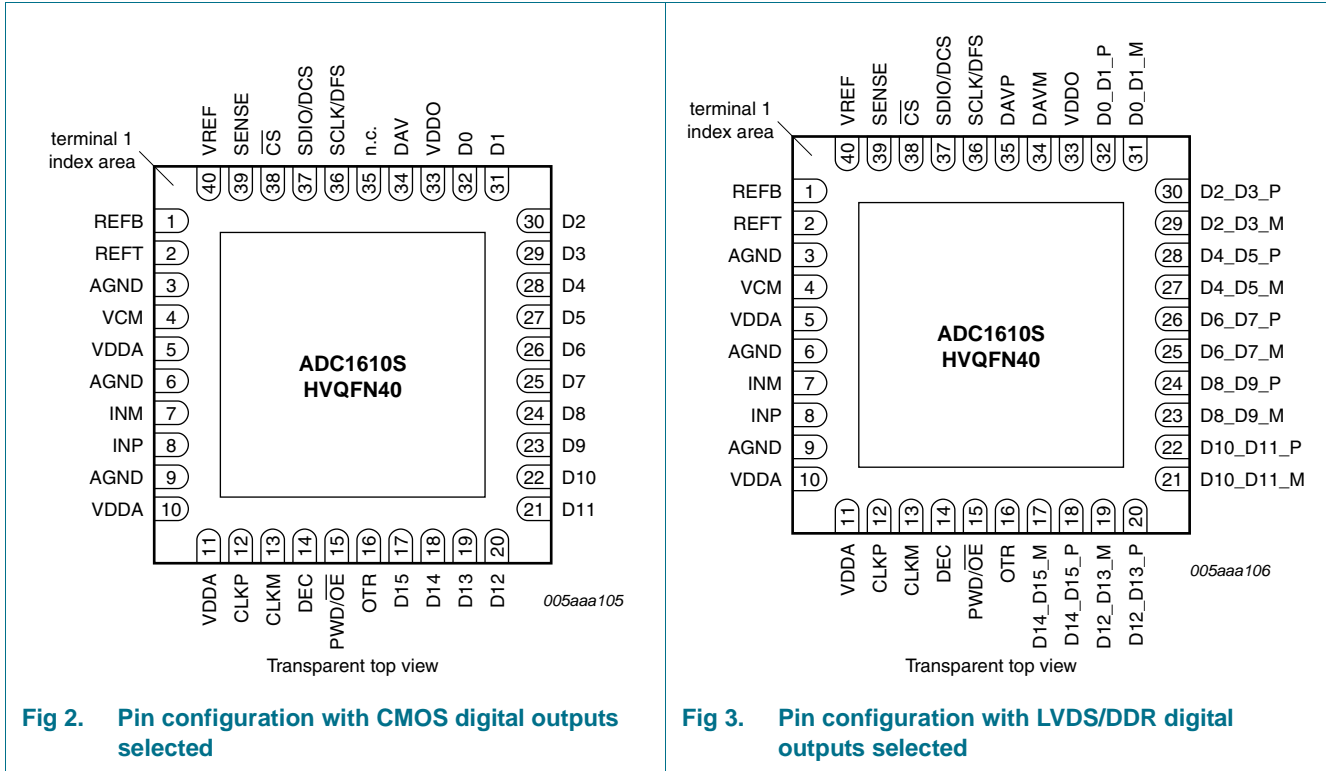 terminal 1
index area
VREF
SENSE
CS
SDIO/DCS
SCLK/DFS
n.c.
DAV
VDDO
D0
D1
40 39 38 37 36 35 34 33 32 31
REFB 1
REFT 2
AGND 3
VCM 4
VDDA 5
AGND 6
INM 7
INP 8
AGND 9
VDDA 10
ADC1610S
HVQFN40
30 D2
29 D3
28 D4
27 D5
26 D6
25 D7
24 D8
23 D9
22 D10
21 D11
11 12 13 14 15 16 17 18 19 20
VDDA
CLKP
CLKM
DEC
PWD/OE
OTR
D15
D14
D13
D12
005aaa105
Transparent top view
Fig 2. Pin configuration with CMOS digital outputs
selected
terminal 1
index area
VREF
SENSE
CS
SDIO/DCS
SCLK/DFS
DAVP
DAVM
VDDO
D0_D1_P
D0_D1_M
40 39 38 37 36 35 34 33 32 31
REFB 1
REFT 2
AGND 3
VCM 4
VDDA 5
AGND 6
INM 7
INP 8
AGND 9
VDDA 10
ADC1610S
HVQFN40
30 D2_D3_P
29 D2_D3_M
28 D4_D5_P
27 D4_D5_M
26 D6_D7_P
25 D6_D7_M
24 D8_D9_P
23 D8_D9_M
22 D10_D11_P
21 D10_D11_M
11 12 13 14 15 16 17 18 19 20
VDDA
CLKP
CLKM
DEC
PWD/OE
OTR
D14_D15_M
D14_D15_P
D12_D13_M
D12_D13_P
005aaa106
Transparent top view
Fig 3. Pin configuration with LVDS/DDR digital
outputs selected